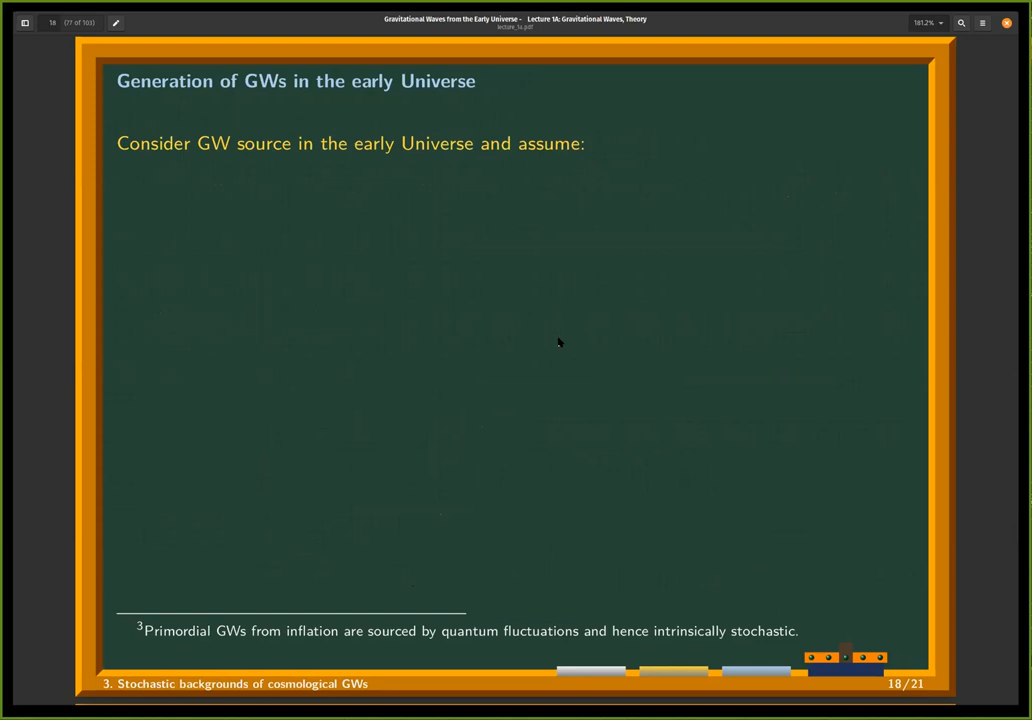 18 (77 of 103)
Gravitational Waves from the Early Universe - Lecture 1A: Gravitational Waves, Theory
lecture_1s.pdf
181.2%
Generation of GWs in the early Universe
Consider GW source in the early Universe and assume:
3Primordial GWs from inflation are sourced by quantum fluctuations and hence intrinsically stochastic.
3. Stochastic backgrounds of cosmological GWs
18/21